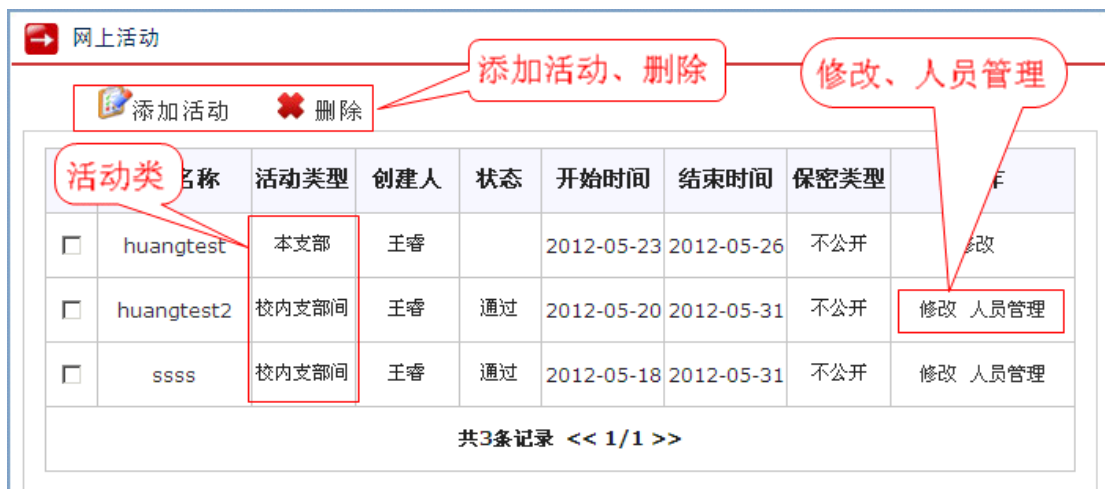 网上活动
添加活动、删除
修改、人员管理
添加活动 删除
活动类
名称 活动类型 创建人 状态 开始时间 结束时间 保密类型
huangtest 本支部 王睿 2012-05-23 2012-05-26 不公开 修改
huangtest2 校内支部间 王睿 通过 2012-05-20 2012-05-31 不公开 修改 人员管理
ssss 校内支部间 王睿 通过 2012-05-18 2012-05-31 不公开 修改 人员管理
共3条记录 << 1/1 >>